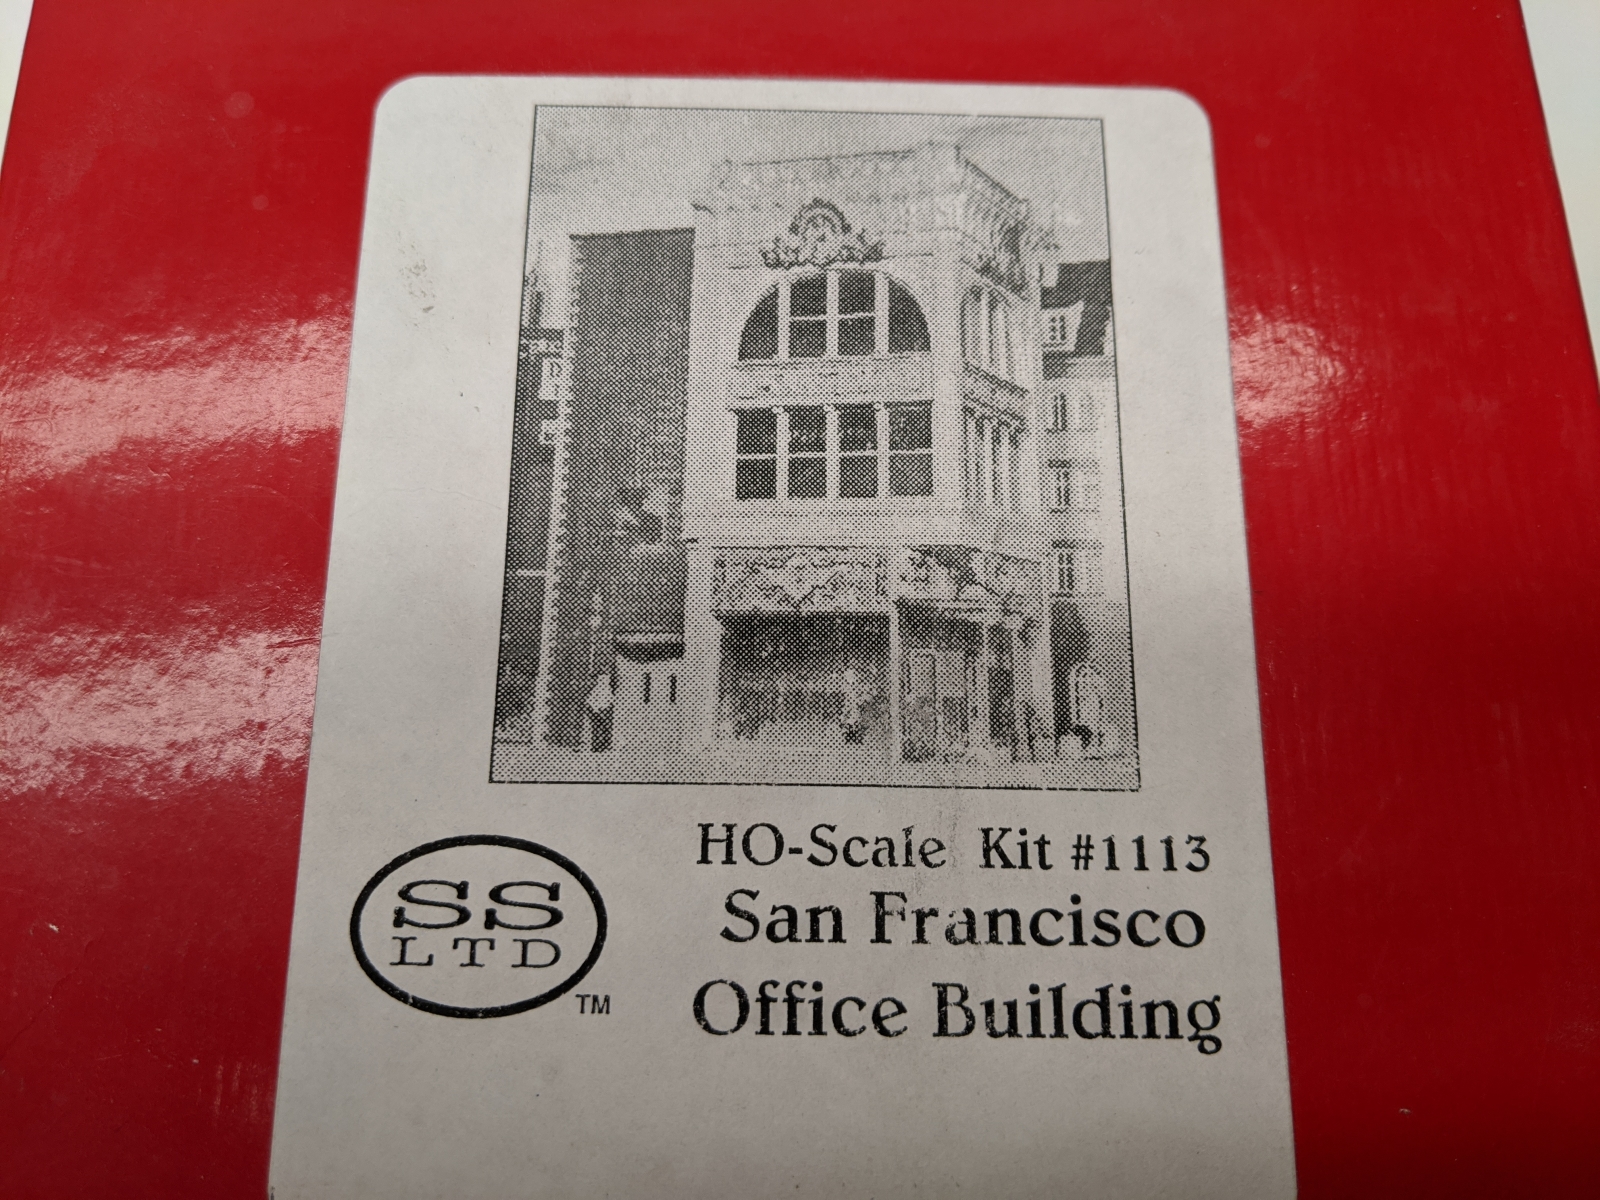 HO-Scale Kit #1113
San Francisco
Office Building
SS
LTD
TM